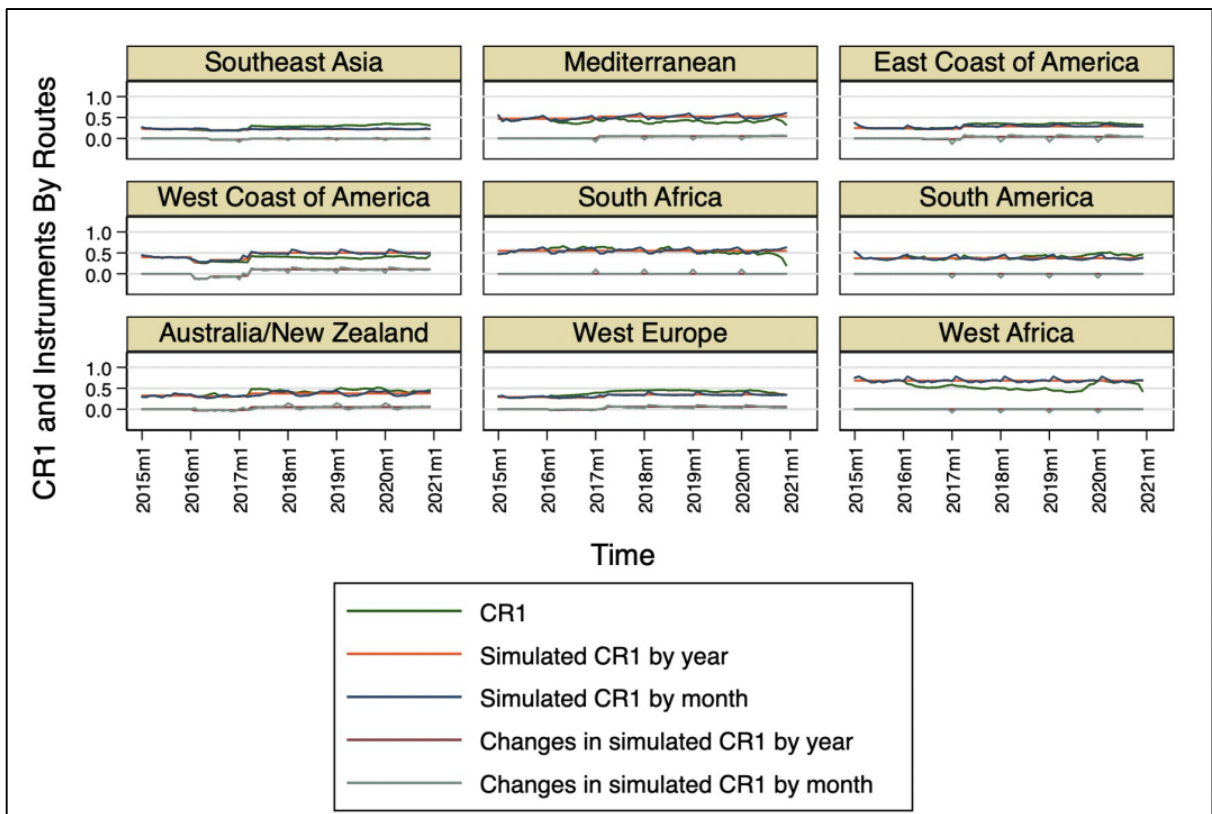 CR1 and Instruments By Routes
Southeast Asia
Mediterranean
East Coast of America
1.0
0.5
0.0
West Coast of America
South Africa
South America
1.0
0.5
0.0
Australia/New Zealand
West Europe
West Africa
1.0
0.5
0.0
2015m1
2016m1
2017m1
2018m1
2019m1
2020m1
2021m1
2015m1
2016m1
2017m1
2018m1
2019m1
2020m1
2021m1
2015m1
2016m1
2017m1
2018m1
2019m1
2020m1
2021m1
Time
CR1
Simulated CR1 by year
Simulated CR1 by month
Changes in simulated CR1 by year
Changes in simulated CR1 by month